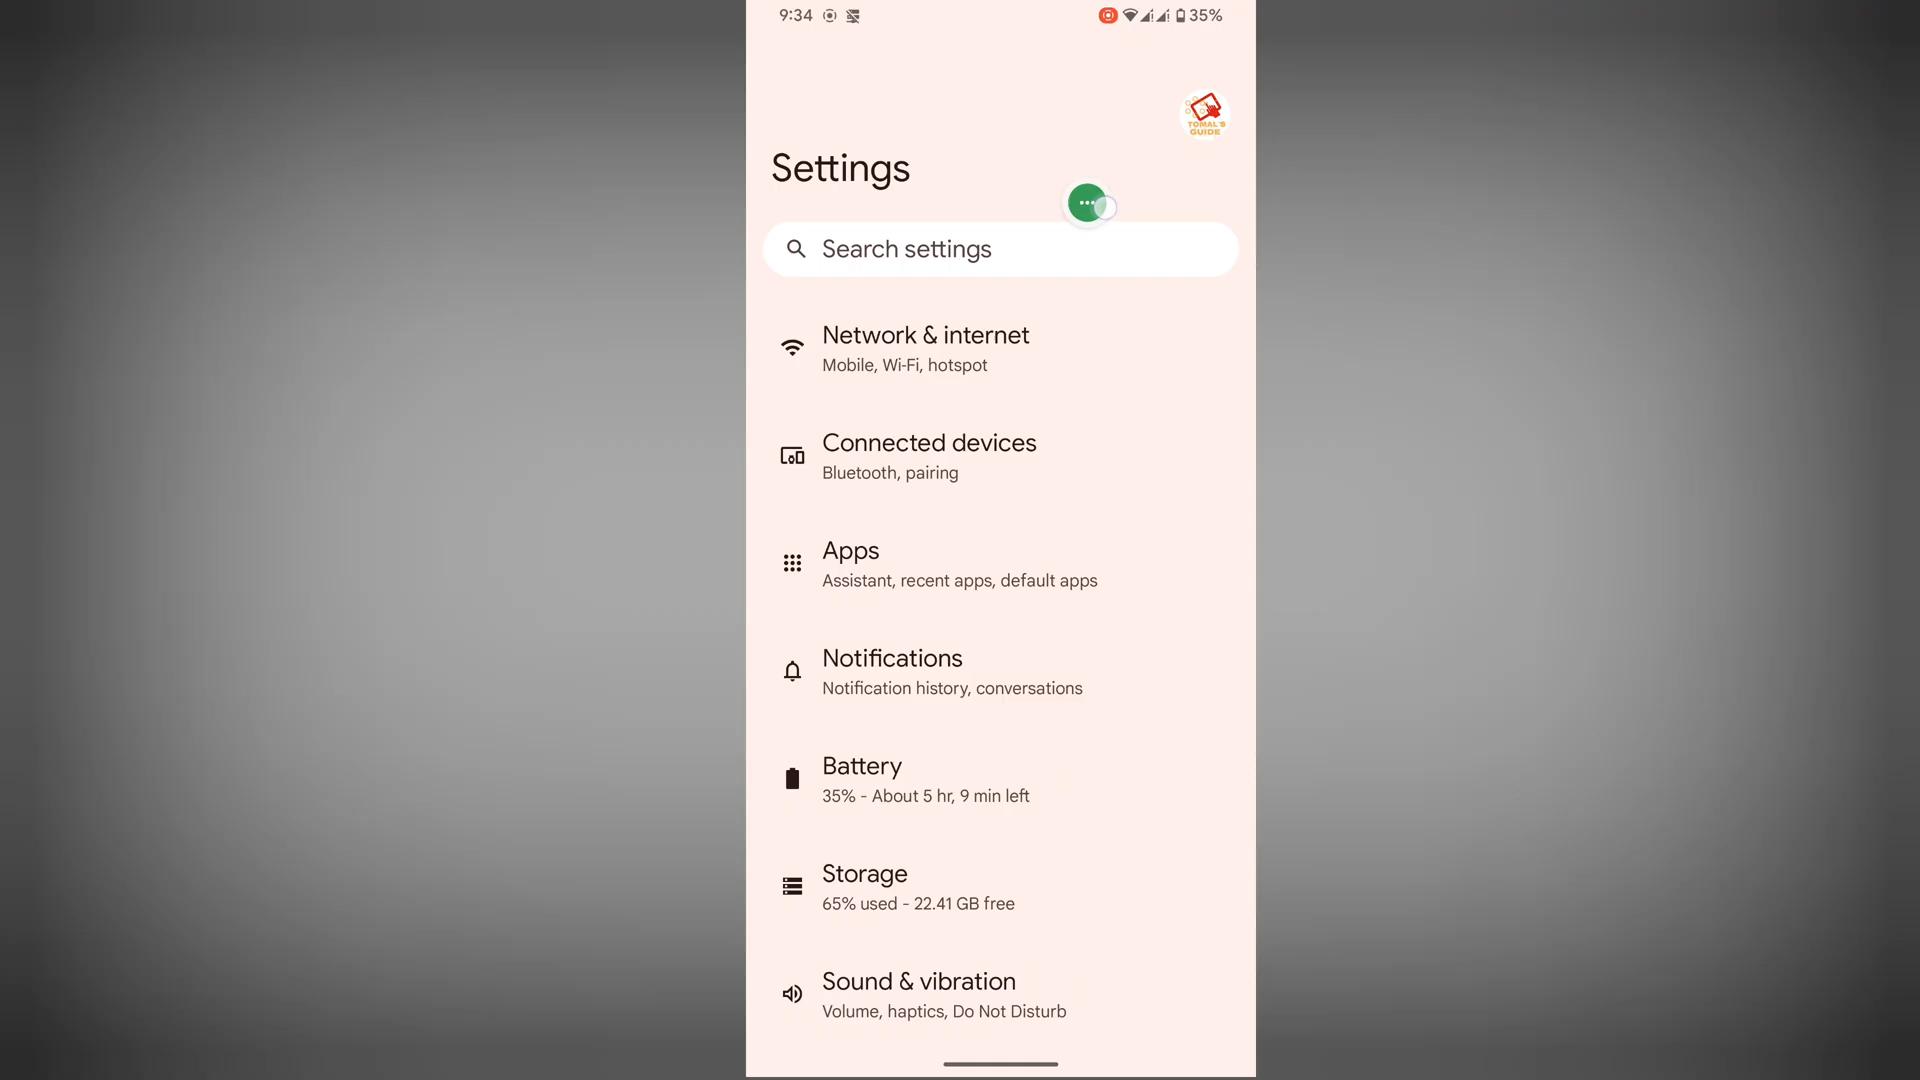 9:34
35%
TOMAL'S
GUIDE
Settings
Search settings
Network & internet
Mobile, Wi-Fi, hotspot
Connected devices
Bluetooth, pairing
Apps
Assistant, recent apps, default apps
Notifications
Notification history, conversations
Battery
35% - About 5 hr, 9 min left
Storage
65% used - 22.41 GB free
Sound & vibration
Volume, haptics, Do Not Disturb